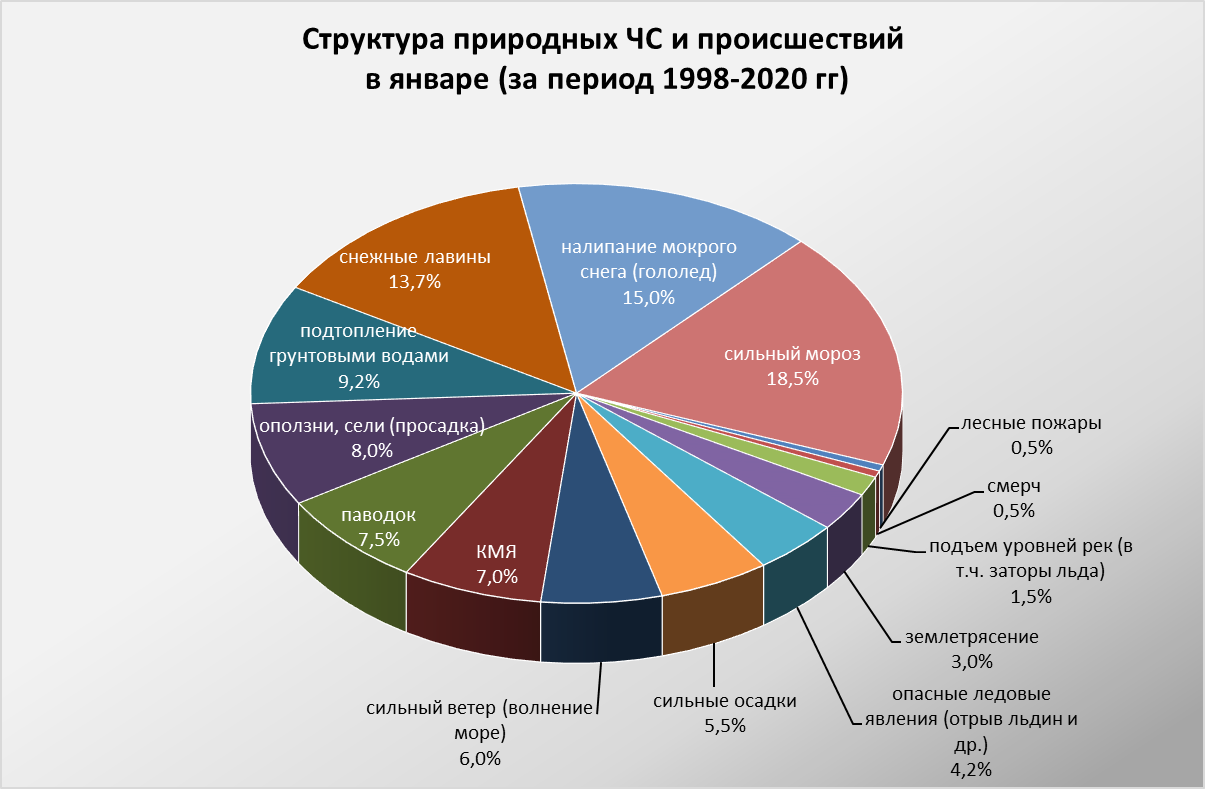 Структура природных ЧС и происшествий
в январе (за период 1998-2020 гг)
налипание мокрого
снега (гололед)
15,0%
снежные лавины
13,7%
сильный мороз
18,5%
подтопление
грунтовыми водами
9,2%
оползни, сели (просадка)
8,0%
паводок
7,5%
КМЯ
7,0%
лесные пожары
0,5%
смерч
0,5%
подъем уровней рек (в
т.ч. заторы льда)
1,5%
землетрясение
3,0%
опасные ледовые
явления (отрыв льдин и
др.)
4,2%
сильные осадки
5,5%
сильный ветер (волнение
море)
6,0%